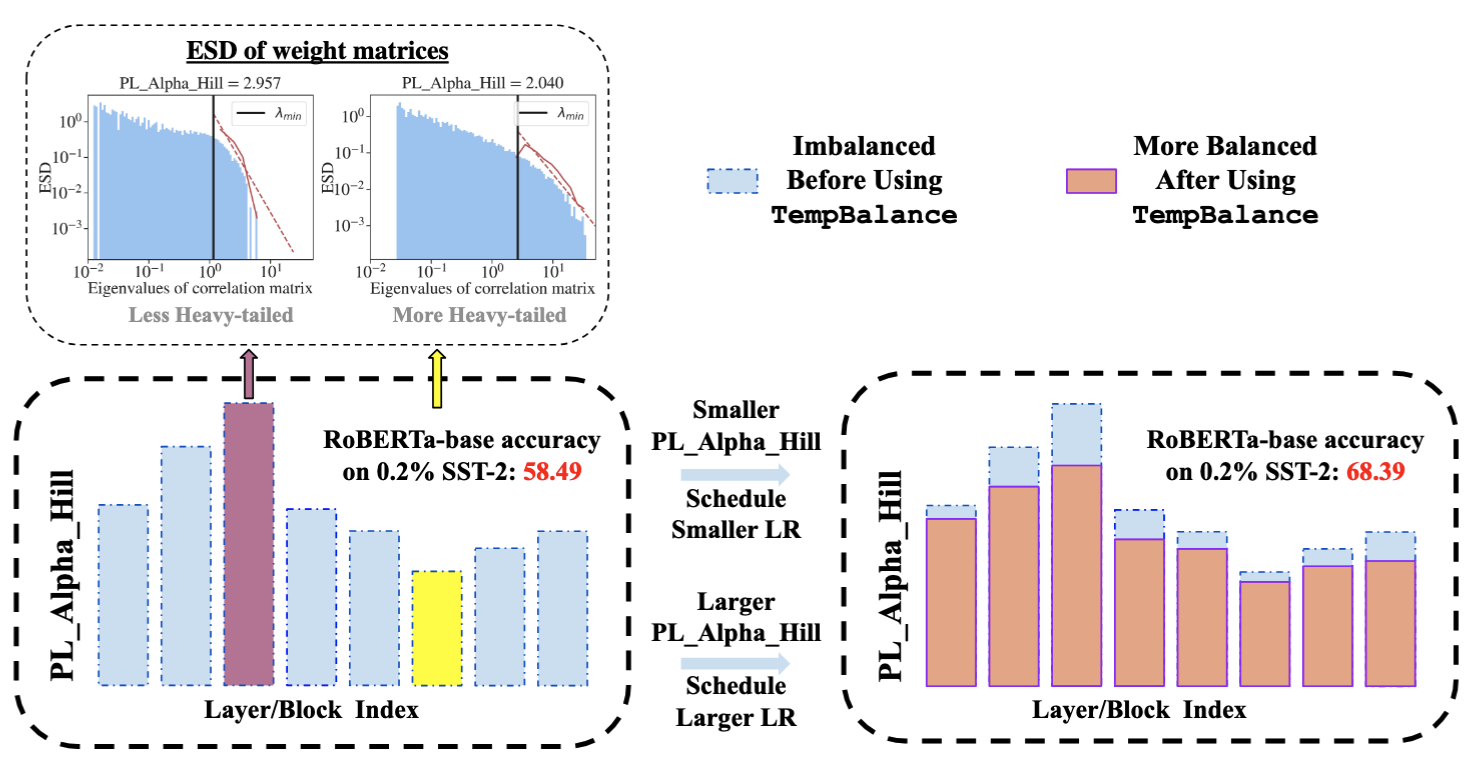 ESD of weight matrices
PL_Alpha_Hill = 2.957
ESD
10⁰
10⁻¹
10⁻²
10⁻³
λmin
10⁻² 10⁻¹ 10⁰ 10¹
Eigenvalues of correlation matrix
Less Heavy-tailed
PL_Alpha_Hill = 2.040
ESD
10⁰
10⁻¹
10⁻²
10⁻³
λmin
10⁻² 10⁻¹ 10⁰ 10¹
Eigenvalues of correlation matrix
More Heavy-tailed
Imbalanced
Before Using
TempBalance
More Balanced
After Using
TempBalance
PL_Alpha_Hill
RoBERTa-base accuracy
on 0.2% SST-2: 58.49
Layer/Block Index
Smaller
PL_Alpha_Hill
Schedule
Smaller LR
Larger
PL_Alpha_Hill
Schedule
Larger LR
PL_Alpha_Hill
RoBERTa-base accuracy
on 0.2% SST-2: 68.39
Layer/Block Index